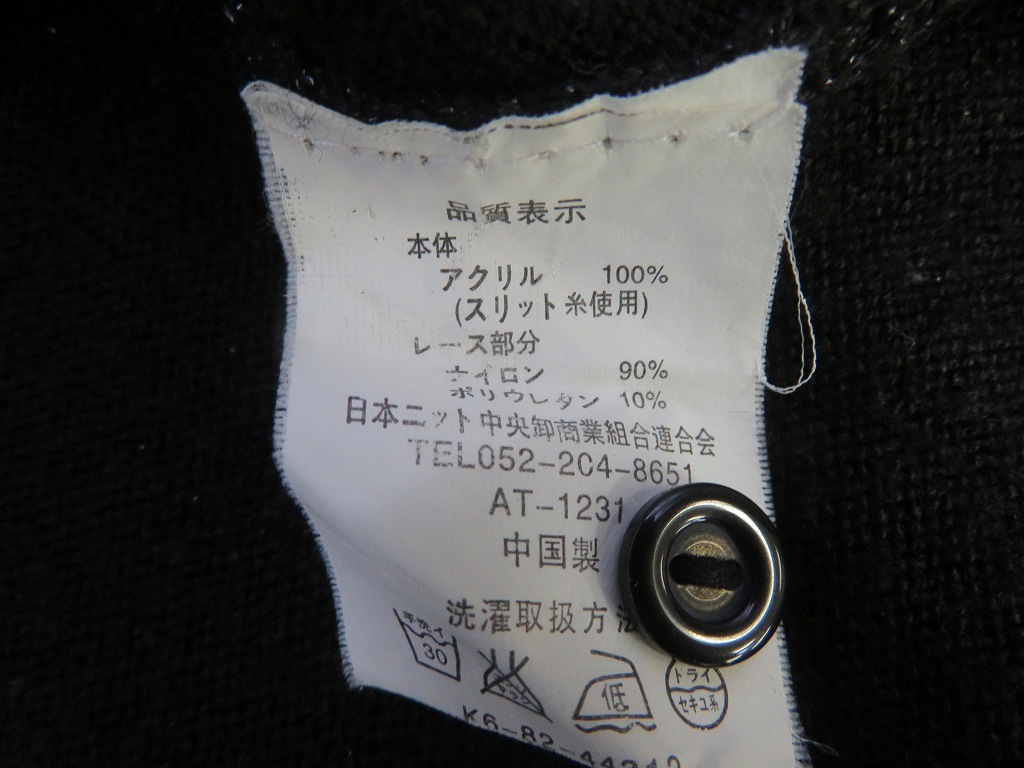 品質表示
本体
アクリル 100%
(スリット糸使用)
レース部分
ナイロン 90%
ポリウレタン 10%
日本ニット中央卸商業組合連合会
TEL052-204-8651
AT-1231
中国製
洗濯取扱方法
手洗イ
30
低
ドライ
セキユ系